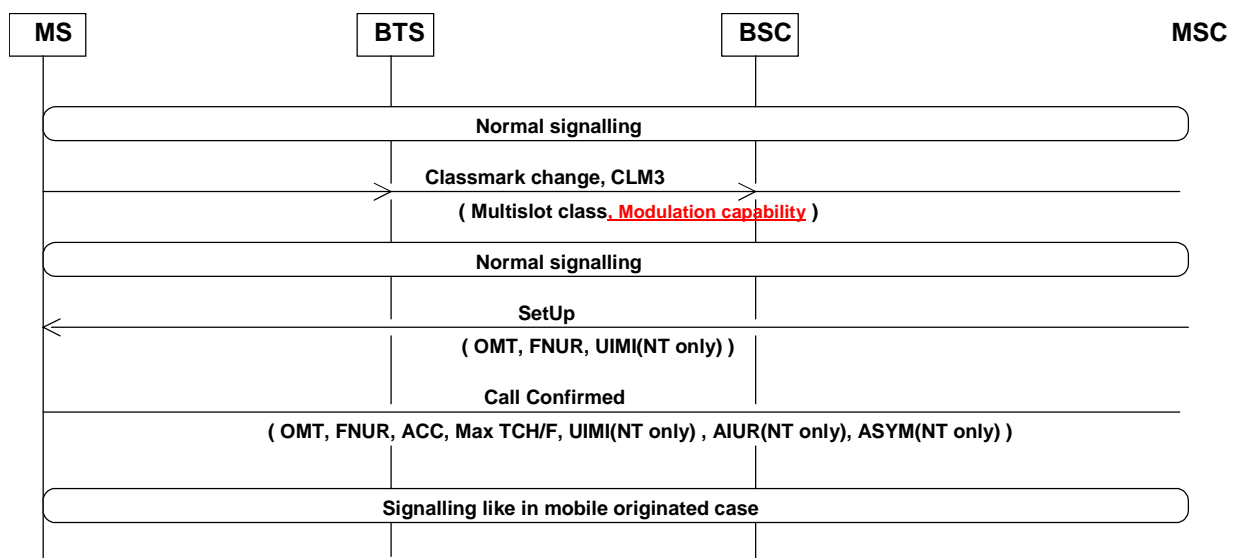 MS BTS BSC MSC
Normal signalling
Classmark change, CLM3
( Multislot class, Modulation capability )
Normal signalling
SetUp
( OMT, FNUR, UIMI(NT only) )
Call Confirmed
( OMT, FNUR, ACC, Max TCH/F, UIMI(NT only) , AIUR(NT only), ASYM(NT only) )
Signalling like in mobile originated case